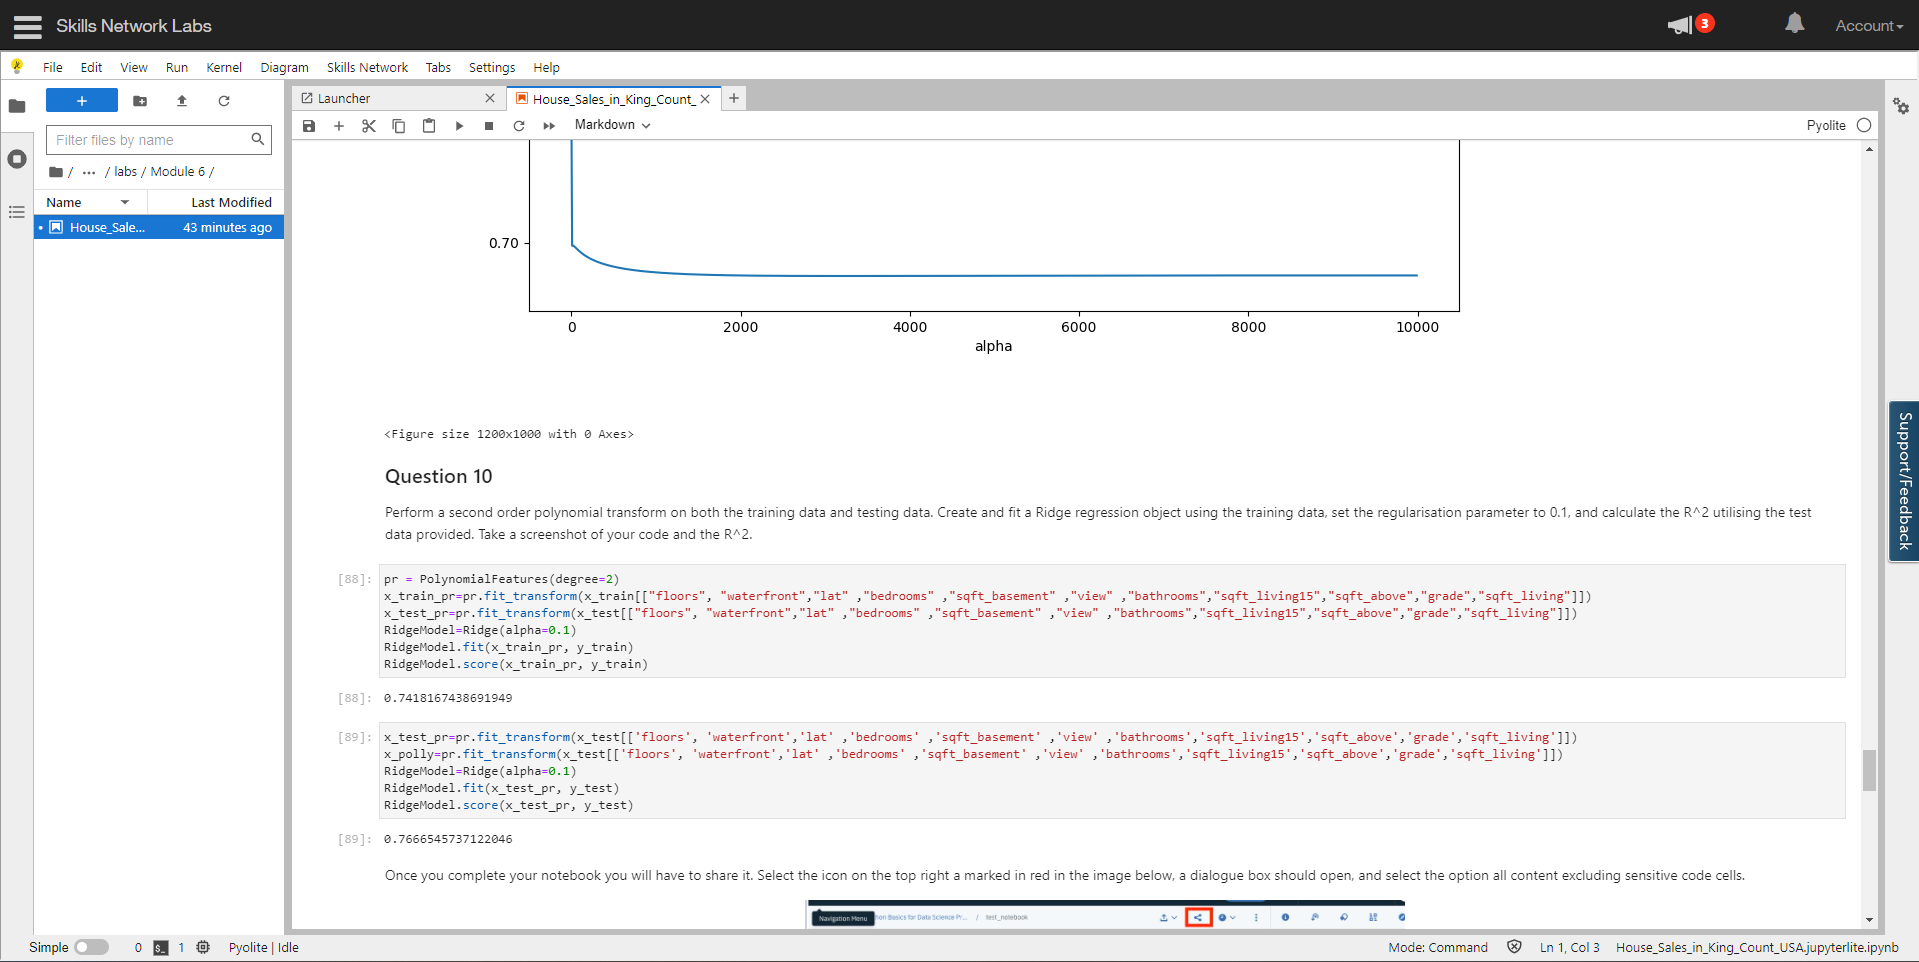 Skills Network Labs
3
Account
File Edit View Run Kernel Diagram Skills Network Tabs Settings Help
+
Filter files by name
/ ... / labs / Module 6 /
Name Last Modified
House_Sale... 43 minutes ago
Launcher
House_Sales_in_King_Count_
Markdown
Pyolite
0.70
0 2000 4000 6000 8000 10000
alpha
<Figure size 1200x1000 with 0 Axes>
Question 10
Perform a second order polynomial transform on both the training data and testing data. Create and fit a Ridge regression object using the training data, set the regularisation parameter to 0.1, and calculate the R^2 utilising the test
data provided. Take a screenshot of your code and the R^2.
[88]: pr = PolynomialFeatures(degree=2)
x_train_pr=pr.fit_transform(x_train[["floors", "waterfront","lat" ,"bedrooms" ,"sqft_basement" ,"view" ,"bathrooms","sqft_living15","sqft_above","grade","sqft_living"]])
x_test_pr=pr.fit_transform(x_test[["floors", "waterfront","lat" ,"bedrooms" ,"sqft_basement" ,"view" ,"bathrooms","sqft_living15","sqft_above","grade","sqft_living"]])
RidgeModel=Ridge(alpha=0.1)
RidgeModel.fit(x_train_pr, y_train)
RidgeModel.score(x_train_pr, y_train)
[88]: 0.7418167438691949
[89]: x_test_pr=pr.fit_transform(x_test[['floors', 'waterfront','lat' ,'bedrooms' ,'sqft_basement' ,'view' ,'bathrooms','sqft_living15','sqft_above','grade','sqft_living']])
x_polly=pr.fit_transform(x_test[['floors', 'waterfront','lat' ,'bedrooms' ,'sqft_basement' ,'view' ,'bathrooms','sqft_living15','sqft_above','grade','sqft_living']])
RidgeModel=Ridge(alpha=0.1)
RidgeModel.fit(x_test_pr, y_test)
RidgeModel.score(x_test_pr, y_test)
[89]: 0.7666545737122046
Once you complete your notebook you will have to share it. Select the icon on the top right a marked in red in the image below, a dialogue box should open, and select the option all content excluding sensitive code cells.
Navigation Menu hon Basics for Data Science Pr... / test_notebook
Support/Feedback
Simple 0 1 Pyolite | Idle
Mode: Command Ln 1, Col 3 House_Sales_in_King_Count_USA.jupyterlite.ipynb